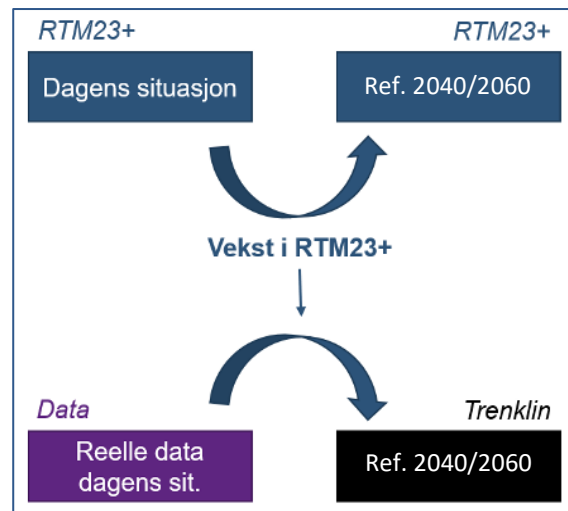 RTM23+ RTM23+
Dagens situasjon Ref. 2040/2060
Vekst i RTM23+
Data Trenklin
Reelle data
dagens sit.
Ref. 2040/2060